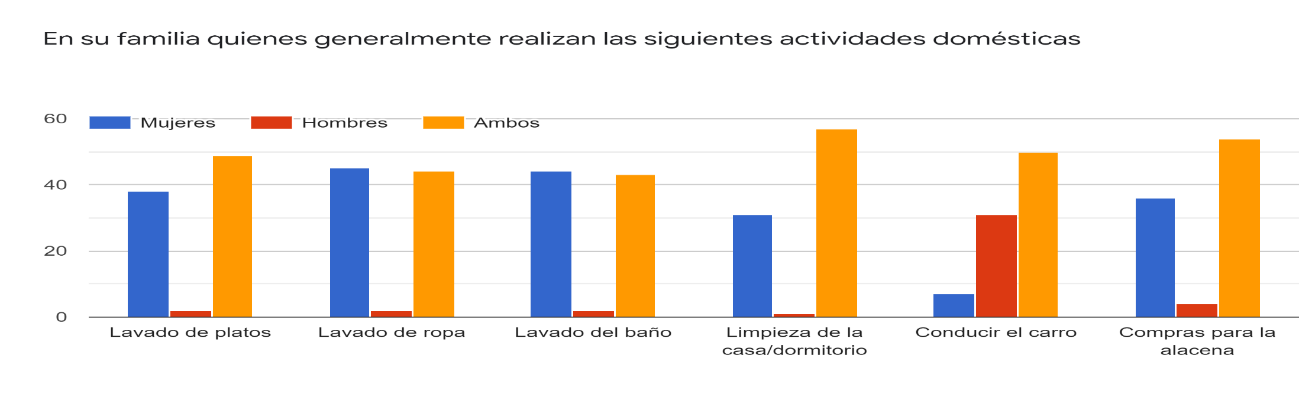 En su familia quienes generalmente realizan las siguientes actividades domésticas
60
Mujeres Hombres Ambos
40
20
0
Lavado de platos Lavado de ropa Lavado del baño Limpieza de la Conducir el carro Compras para la
casa/dormitorio alacena